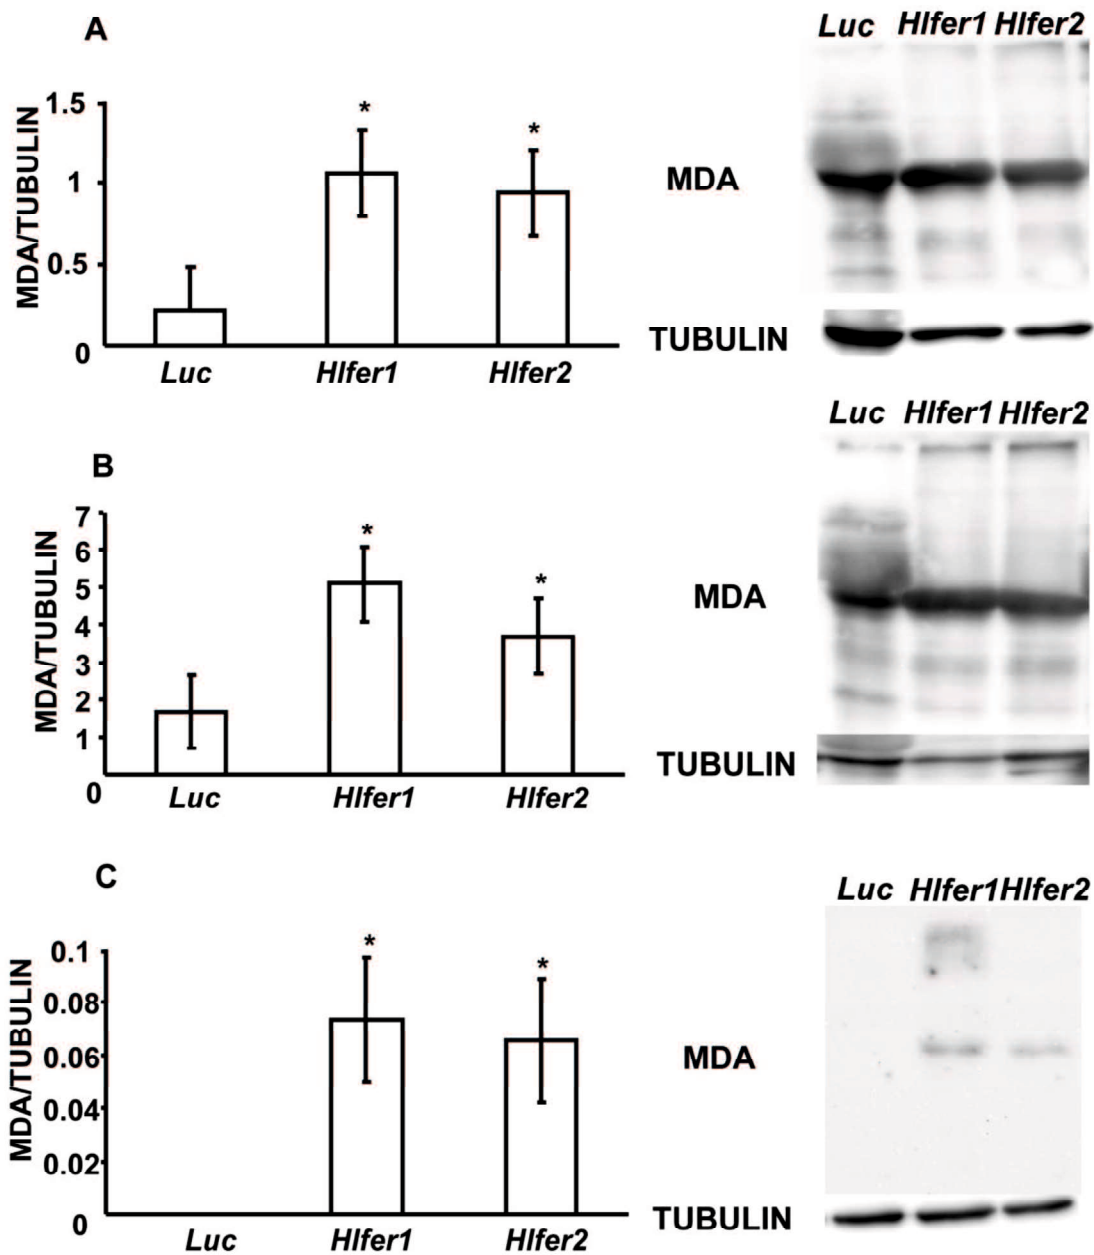 A
MDA/TUBULIN
1.5
1
0.5
0
*
*
Luc Hlfer1 Hlfer2
Luc Hlfer1 Hlfer2
MDA
TUBULIN
B
MDA/TUBULIN
7
6
5
4
3
2
1
0
*
*
Luc Hlfer1 Hlfer2
Luc Hlfer1 Hlfer2
MDA
TUBULIN
C
MDA/TUBULIN
0.1
0.08
0.06
0.04
0.02
0
*
*
Luc Hlfer1 Hlfer2
Luc Hlfer1 Hlfer2
MDA
TUBULIN